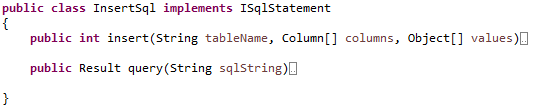 public class InsertSql implements ISqlStatement
{
public int insert(String tableName, Column[] columns, Object[] values)
public Result query(String sqlString)
}